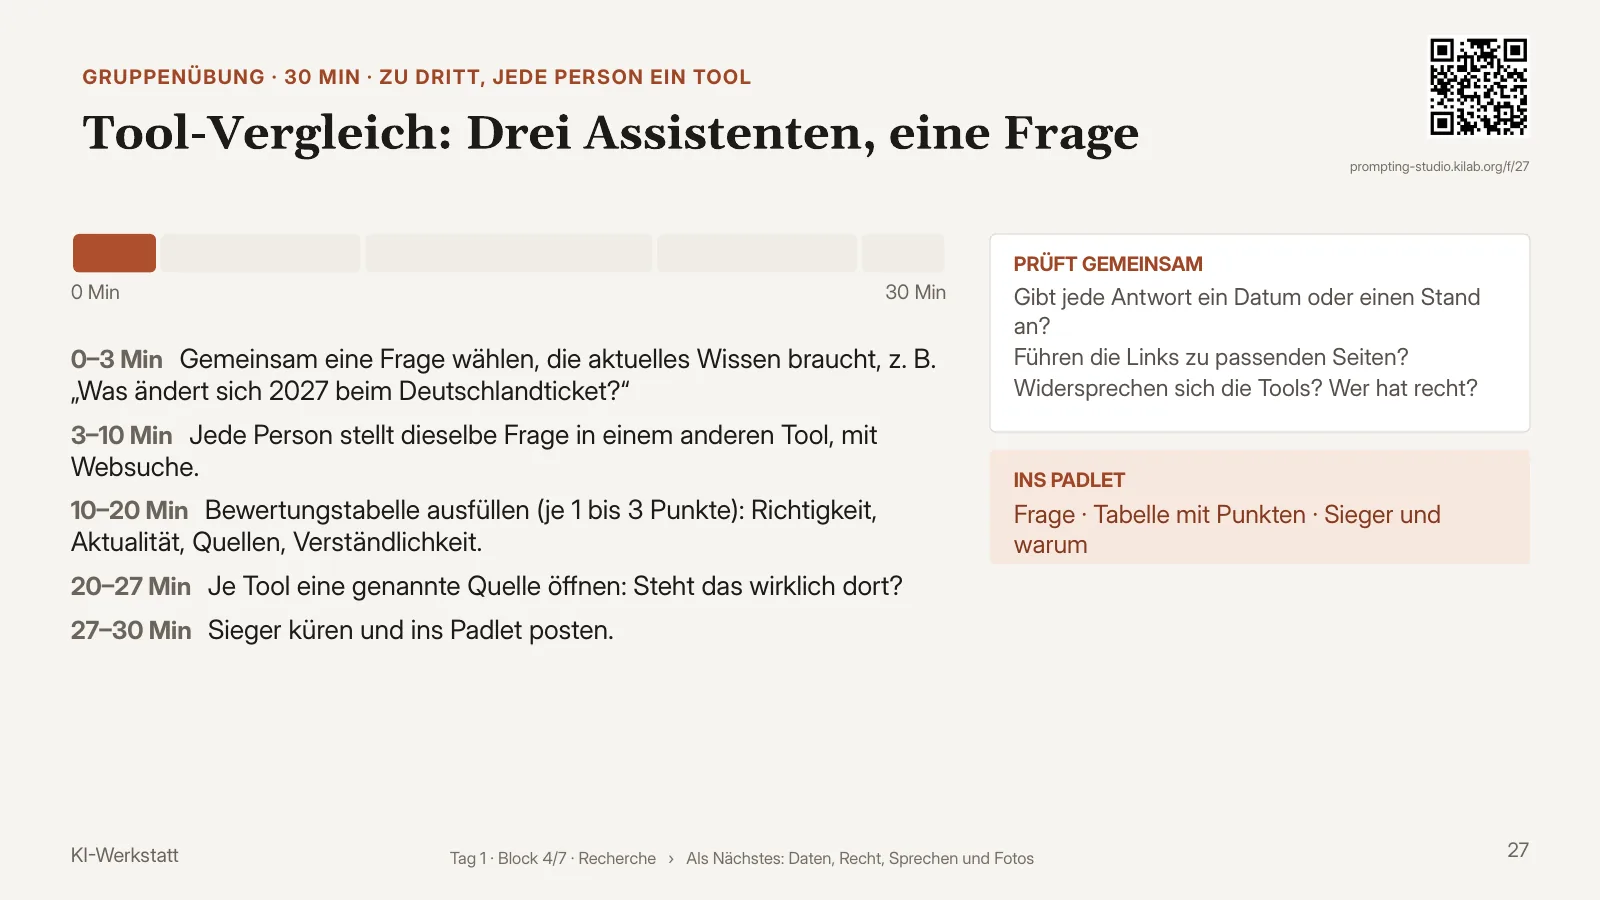 GRUPPENÜBUNG · 30 MIN · ZU DRITT, JEDE PERSON EIN TOOL
Tool-Vergleich: Drei Assistenten, eine Frage
prompting-studio.kilab.org/f/27
0 Min
30 Min
0–3 Min Gemeinsam eine Frage wählen, die aktuelles Wissen braucht, z. B.
„Was ändert sich 2027 beim Deutschlandticket?“
3–10 Min Jede Person stellt dieselbe Frage in einem anderen Tool, mit
Websuche.
10–20 Min Bewertungstabelle ausfüllen (je 1 bis 3 Punkte): Richtigkeit,
Aktualität, Quellen, Verständlichkeit.
20–27 Min Je Tool eine genannte Quelle öffnen: Steht das wirklich dort?
27–30 Min Sieger küren und ins Padlet posten.
PRÜFT GEMEINSAM
Gibt jede Antwort ein Datum oder einen Stand
an?
Führen die Links zu passenden Seiten?
Widersprechen sich die Tools? Wer hat recht?
INS PADLET
Frage · Tabelle mit Punkten · Sieger und
warum
KI-Werkstatt
Tag 1 · Block 4/7 · Recherche › Als Nächstes: Daten, Recht, Sprechen und Fotos
27